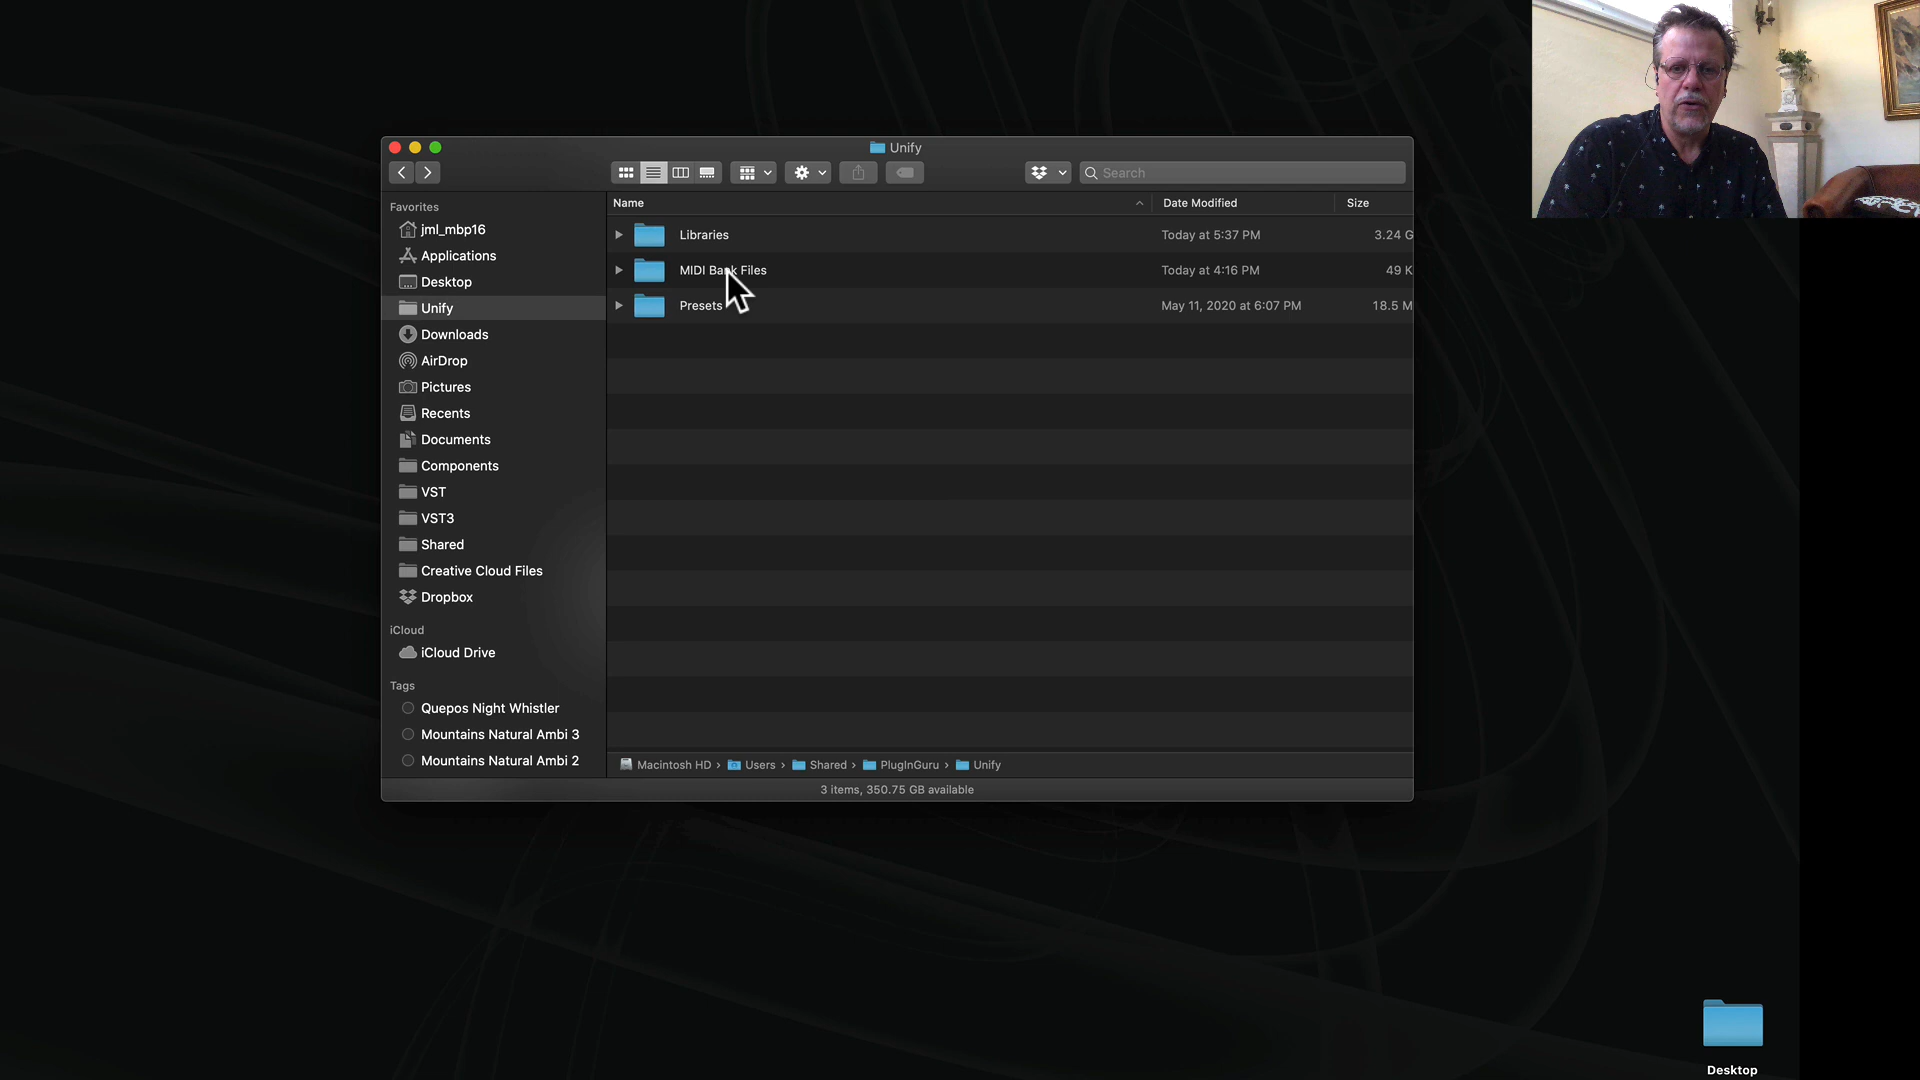 Unify
Search
Favorites
jml_mbp16
Applications
Desktop
Unify
Downloads
AirDrop
Pictures
Recents
Documents
Components
VST
VST3
Shared
Creative Cloud Files
Dropbox
iCloud
iCloud Drive
Tags
Quepos Night Whistler
Mountains Natural Ambi 3
Mountains Natural Ambi 2
Name Date Modified Size
Libraries Today at 5:37 PM 3.24 G
MIDI Bank Files Today at 4:16 PM 49 K
Presets May 11, 2020 at 6:07 PM 18.5 M
Macintosh HD › Users › Shared › PlugInGuru › Unify
3 items, 350.75 GB available
Desktop